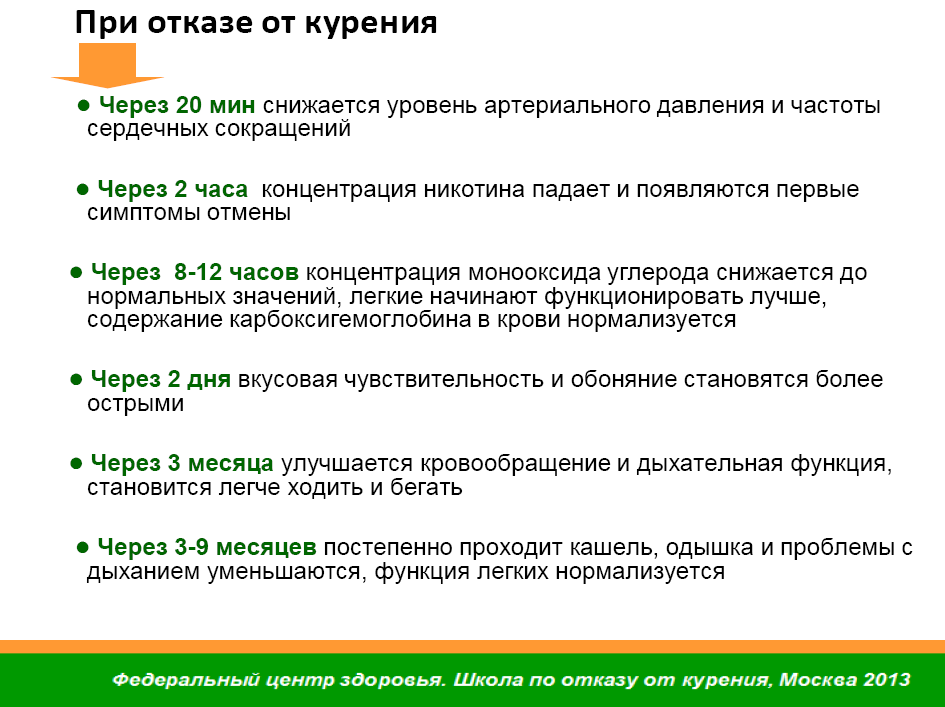 При отказе от курения
● Через 20 мин снижается уровень артериального давления и частоты
сердечных сокращений
● Через 2 часа концентрация никотина падает и появляются первые
симптомы отмены
● Через 8-12 часов концентрация монооксида углерода снижается до
нормальных значений, легкие начинают функционировать лучше,
содержание карбоксигемоглобина в крови нормализуется
● Через 2 дня вкусовая чувствительность и обоняние становятся более
острыми
● Через 3 месяца улучшается кровообращение и дыхательная функция,
становится легче ходить и бегать
● Через 3-9 месяцев постепенно проходит кашель, одышка и проблемы с
дыханием уменьшаются, функция легких нормализуется
Федеральный центр здоровья. Школа по отказу от курения, Москва 2013